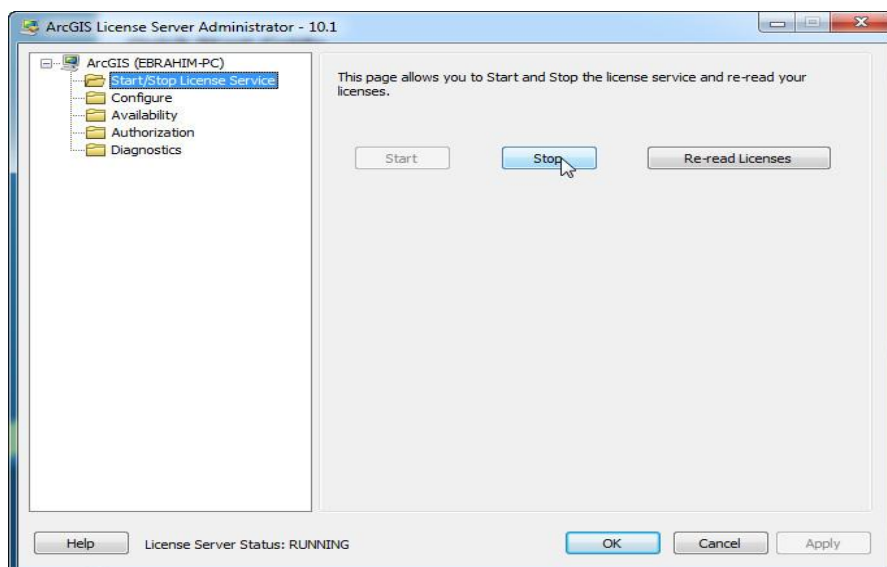 ArcGIS License Server Administrator - 10.1
ArcGIS (EBRAHIM-PC)
Start/Stop License Service
Configure
Availability
Authorization
Diagnostics
This page allows you to Start and Stop the license service and re-read your
licenses.
Start
Stop
Re-read Licenses
Help
License Server Status: RUNNING
OK
Cancel
Apply